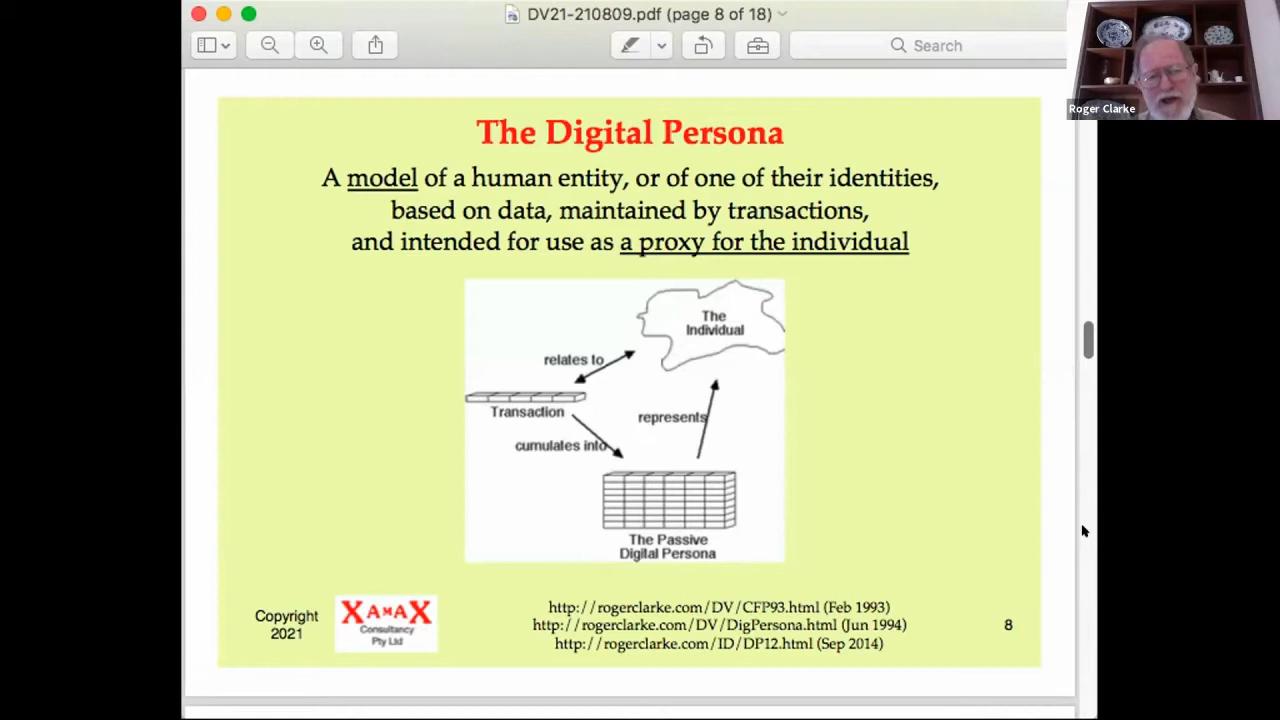 DV21-210809.pdf (page 8 of 18)
Search
Roger Clarke
The Digital Persona
A model of a human entity, or of one of their identities,
based on data, maintained by transactions,
and intended for use as a proxy for the individual
The
Individual
relates to
Transaction
represents
cumulates into
The Passive
Digital Persona
Copyright
2021
XAMAX
Consultancy
Pty Ltd
http://rogerclarke.com/DV/CFP93.html (Feb 1993)
http://rogerclarke.com/DV/DigPersona.html (Jun 1994)
http://rogerclarke.com/ID/DP12.html (Sep 2014)
8